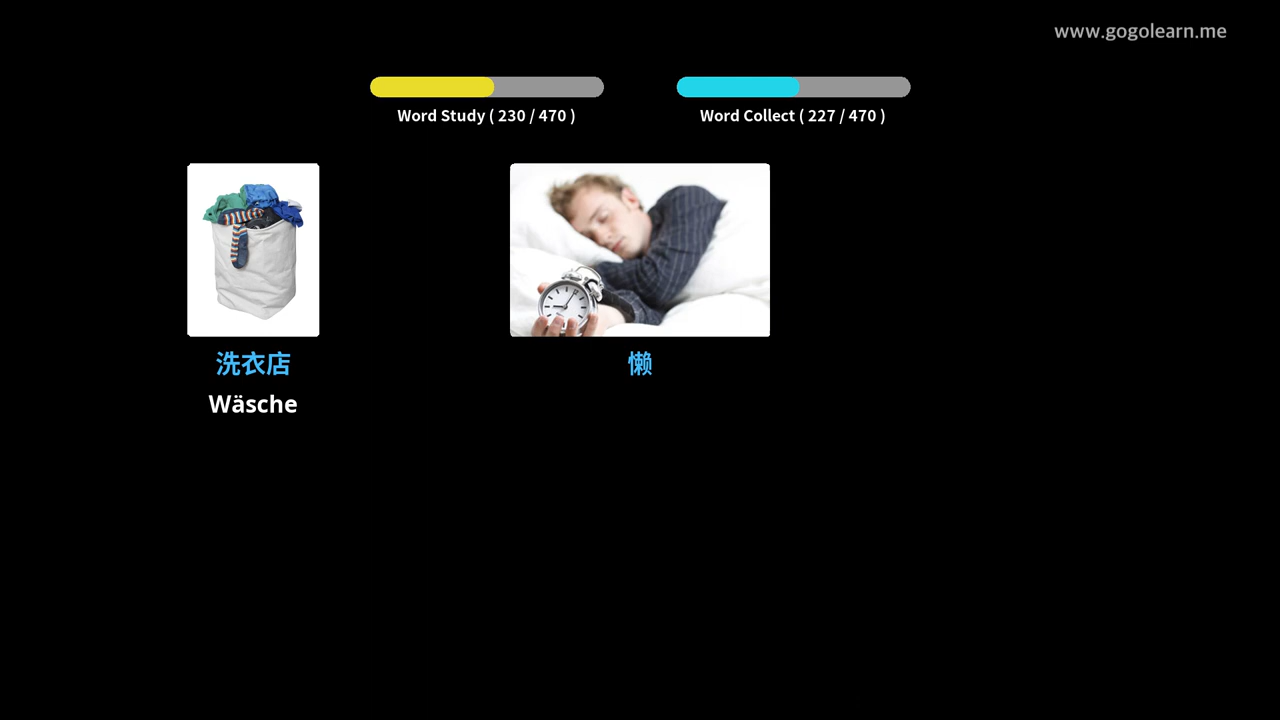 www.gogolearn.me
Word Study ( 230 / 470 )
Word Collect ( 227 / 470 )
洗衣店
懒
Wäsche